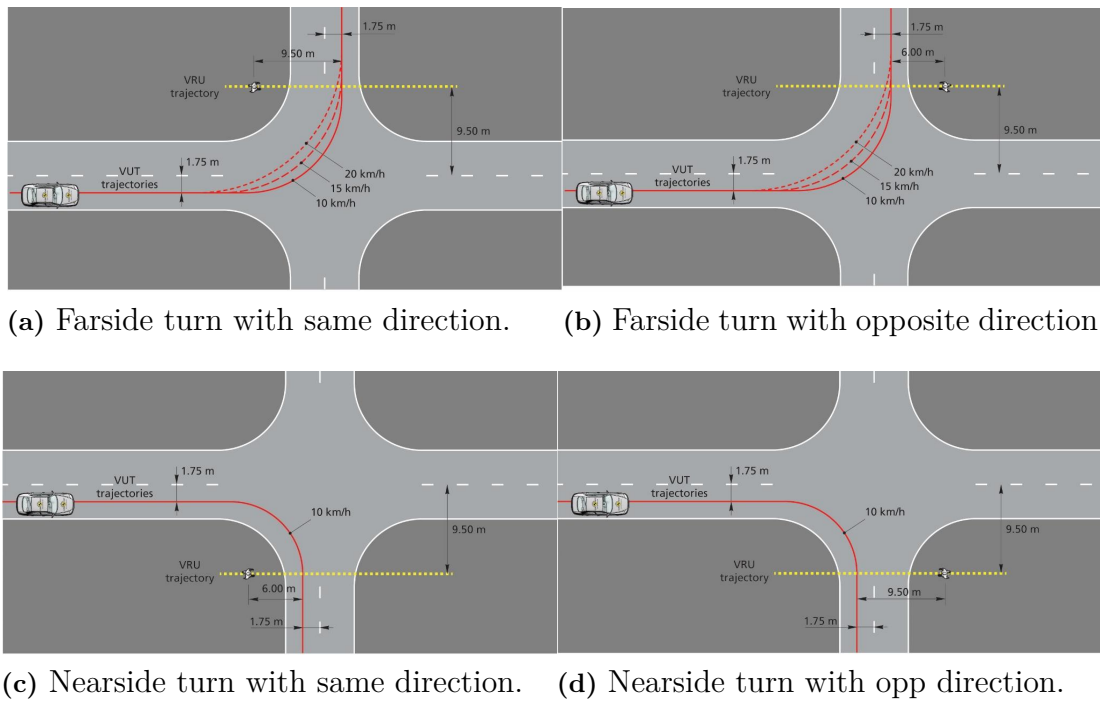 1.75 m
9.50 m
VRU
trajectory
9.50 m
1.75 m
VUT
trajectories
20 km/h
15 km/h
10 km/h
(a) Farside turn with same direction.
1.75 m
6.00 m
VRU
trajectory
9.50 m
1.75 m
VUT
trajectories
20 km/h
15 km/h
10 km/h
(b) Farside turn with opposite direction
1.75 m
VUT
trajectories
10 km/h
9.50 m
VRU
trajectory
6.00 m
1.75 m
(c) Nearside turn with same direction.
1.75 m
VUT
trajectories
10 km/h
9.50 m
VRU
trajectory
9.50 m
1.75 m
(d) Nearside turn with opp direction.